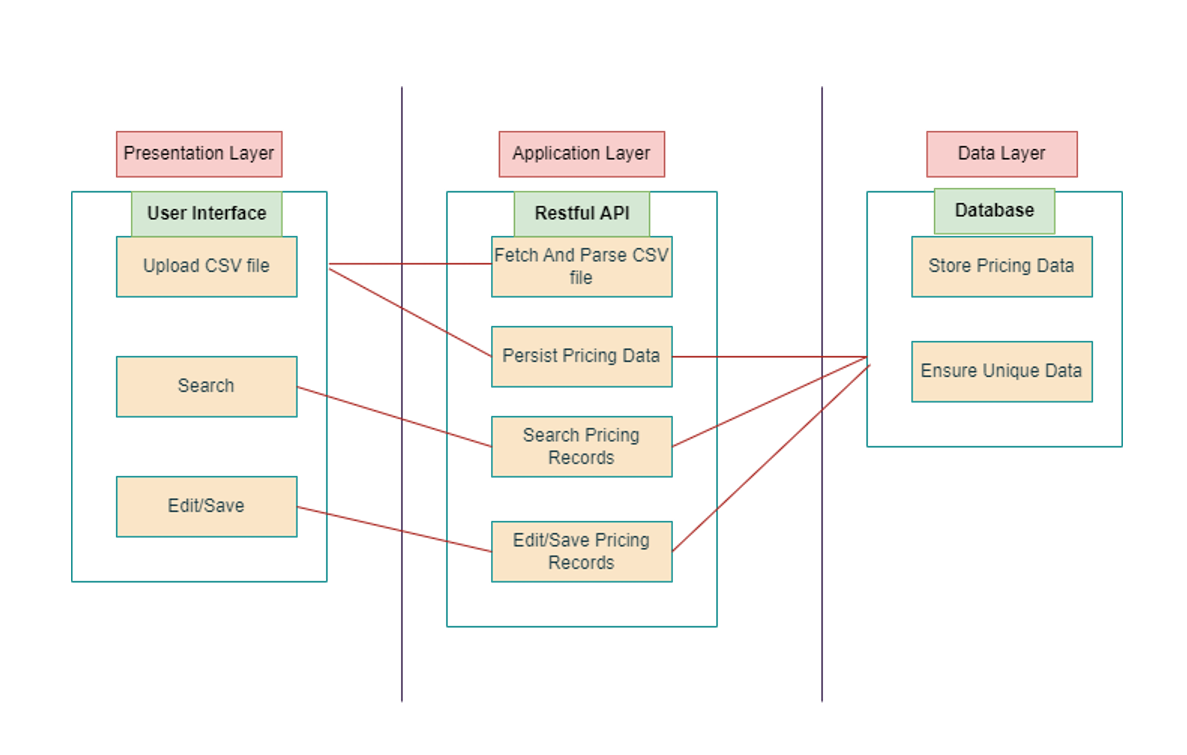 Presentation Layer
User Interface
Upload CSV file
Search
Edit/Save
Application Layer
Restful API
Fetch And Parse CSV
file
Persist Pricing Data
Search Pricing
Records
Edit/Save Pricing
Records
Data Layer
Database
Store Pricing Data
Ensure Unique Data